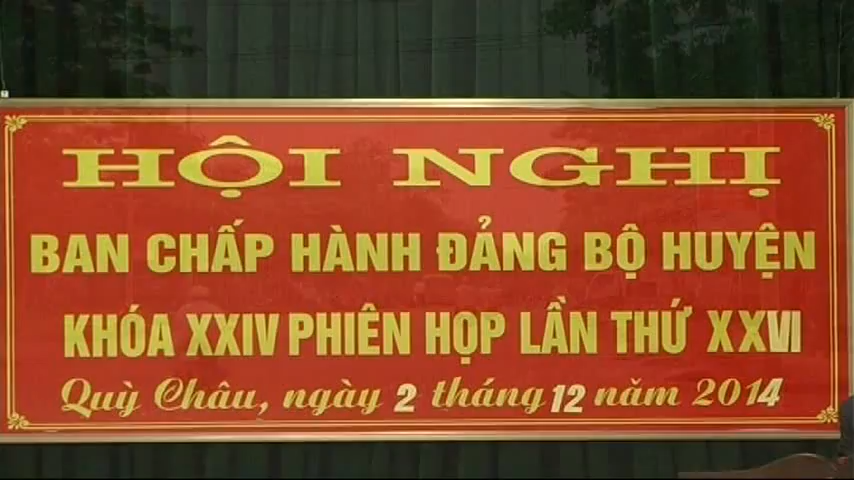 HỘI NGHỊ
BAN CHẤP HÀNH ĐẢNG BỘ HUYỆN
KHÓA XXIV PHIÊN HỌP LẦN THỨ XXVI
Quỳ Châu, ngày 2 tháng 12 năm 2014